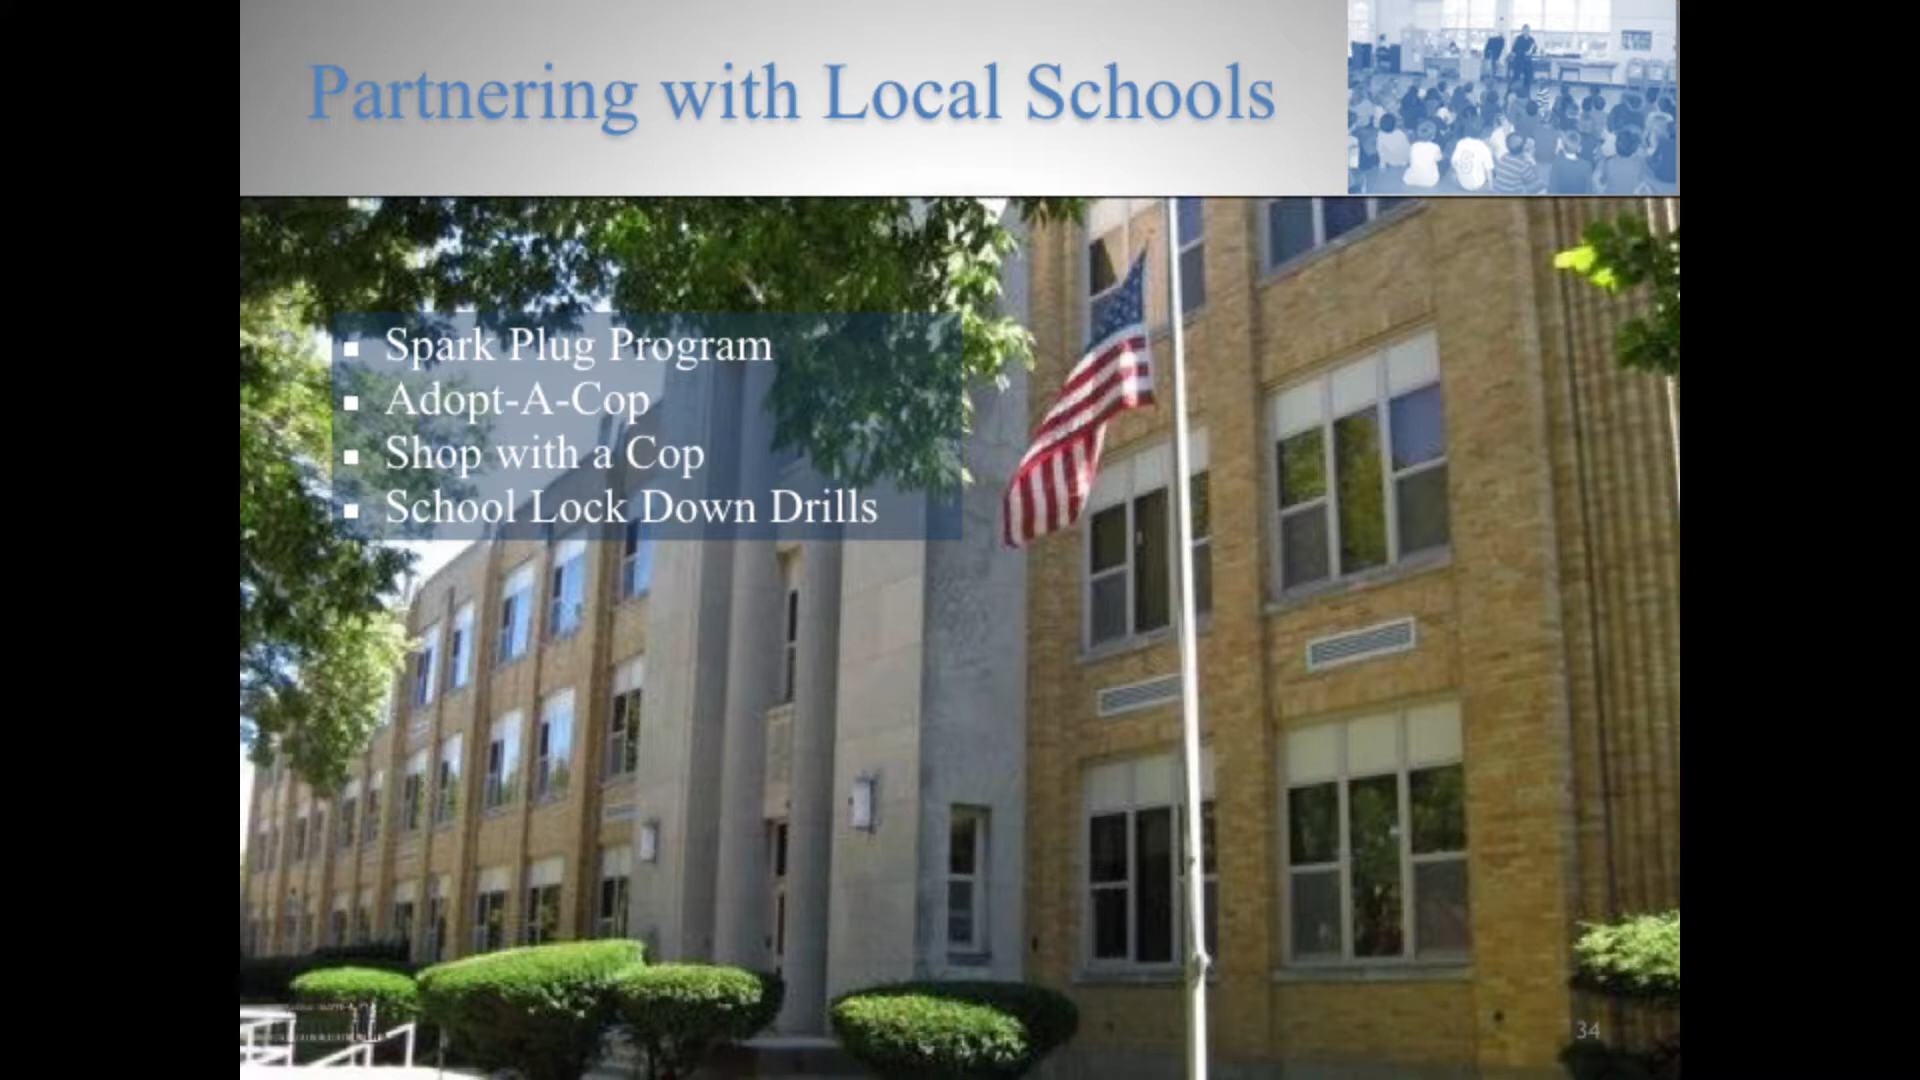 Partnering with Local Schools
▪ Spark Plug Program
▪ Adopt-A-Cop
▪ Shop with a Cop
▪ School Lock Down Drills
34